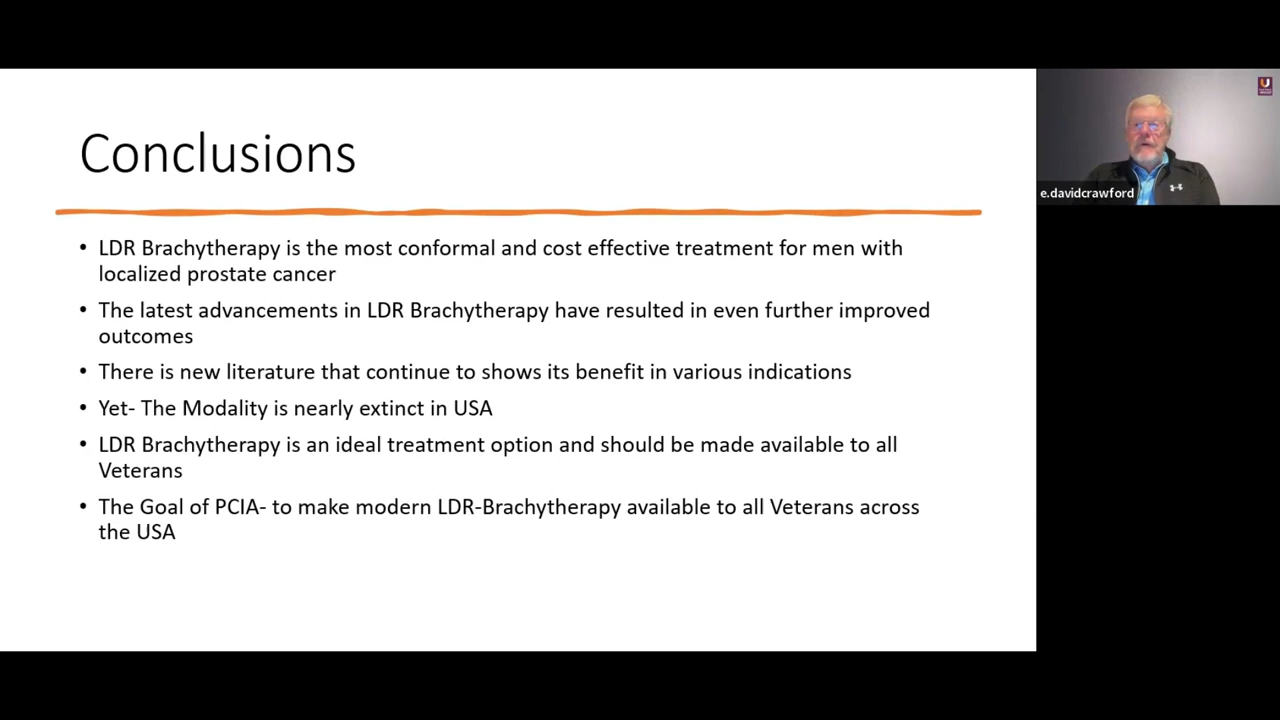 Conclusions
• LDR Brachytherapy is the most conformal and cost effective treatment for men with
localized prostate cancer
• The latest advancements in LDR Brachytherapy have resulted in even further improved
outcomes
• There is new literature that continue to shows its benefit in various indications
• Yet- The Modality is nearly extinct in USA
• LDR Brachytherapy is an ideal treatment option and should be made available to all
Veterans
• The Goal of PCIA- to make modern LDR-Brachytherapy available to all Veterans across
the USA
e.davidcrawford